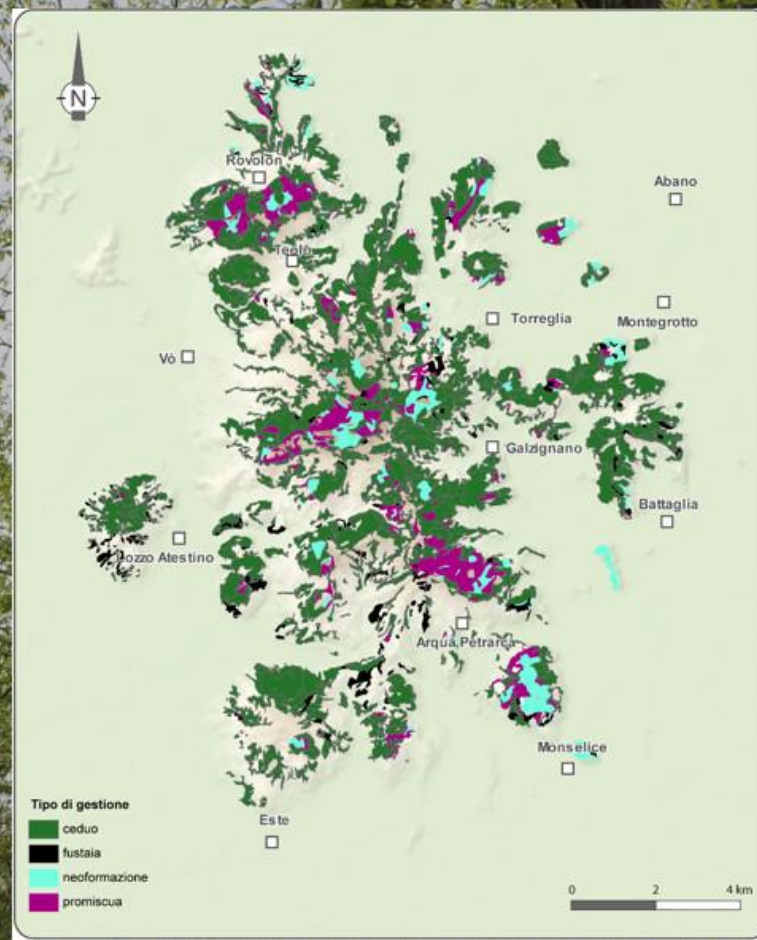 N
Rovolon
Abano
Teolo
Torreglia
Montegrotto
Vò
Galzignano
Battaglia
Lozzo Atestino
Arquà Petrarca
Monselice
Este
Tipo di gestione
ceduo
fustaia
neoformazione
promiscua
0 2 4 km